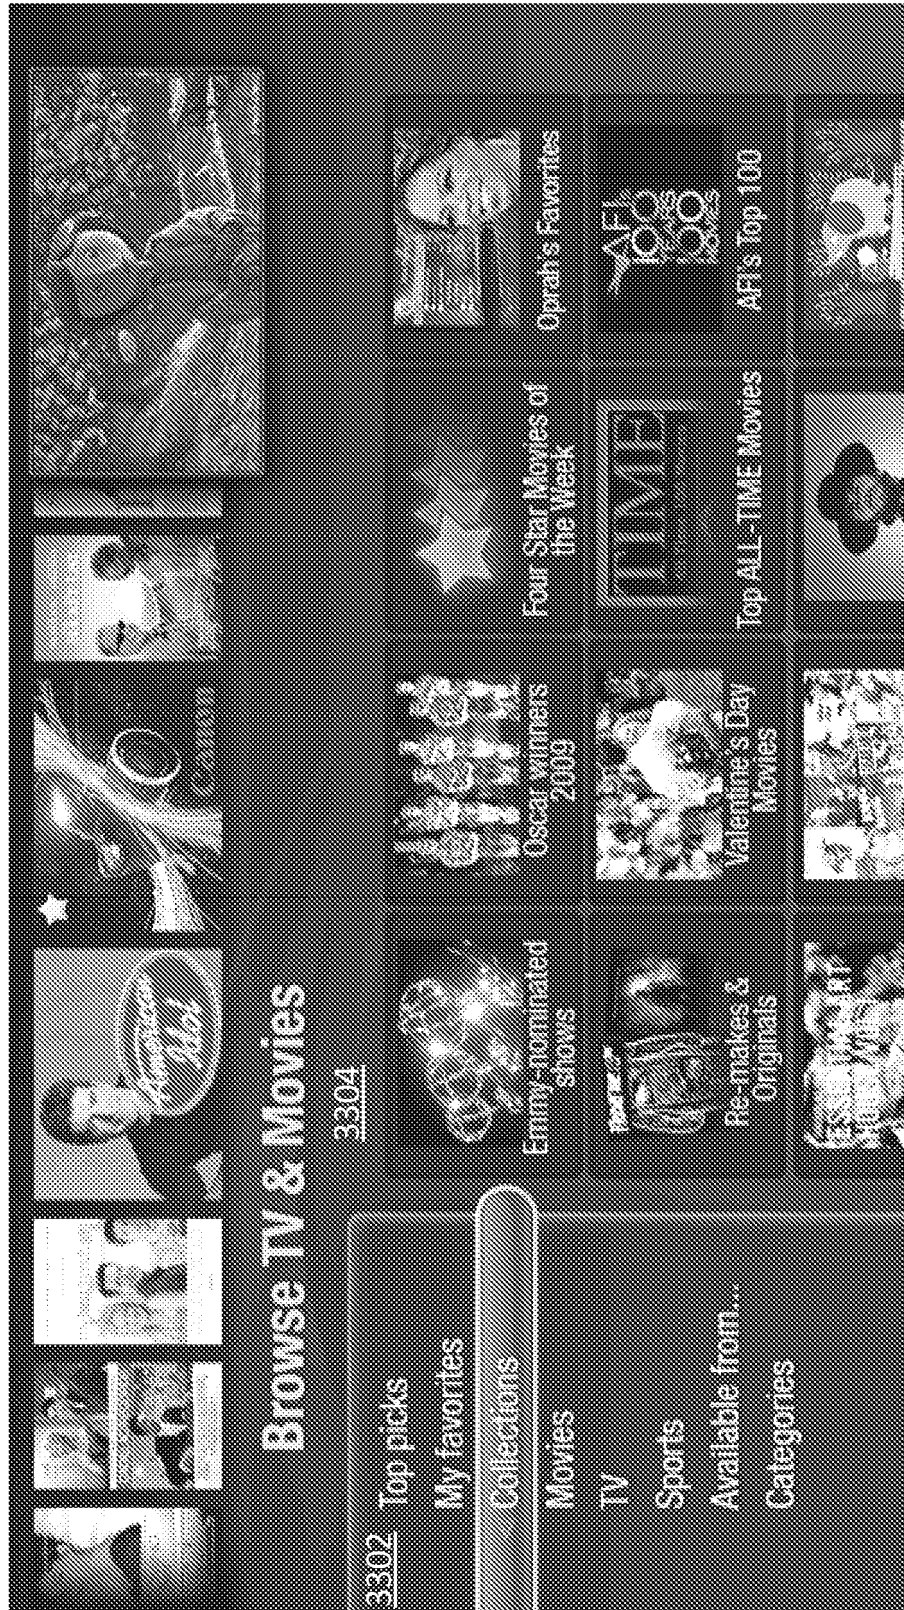 American
Idol
Browse TV & Movies
3302
3304
Top picks
My favorites
Collections
Movies
TV
Sports
Available from...
Categories
Emmy-nominated
shows
Oscar winners
2009
Four Star Movies of
the Week
Oprah's Favorites
Re-makes &
Originals
Valentine's Day
Movies
TIME
Top ALL-TIME Movies
AFI's
100
YEARS
100
AFI's Top 100